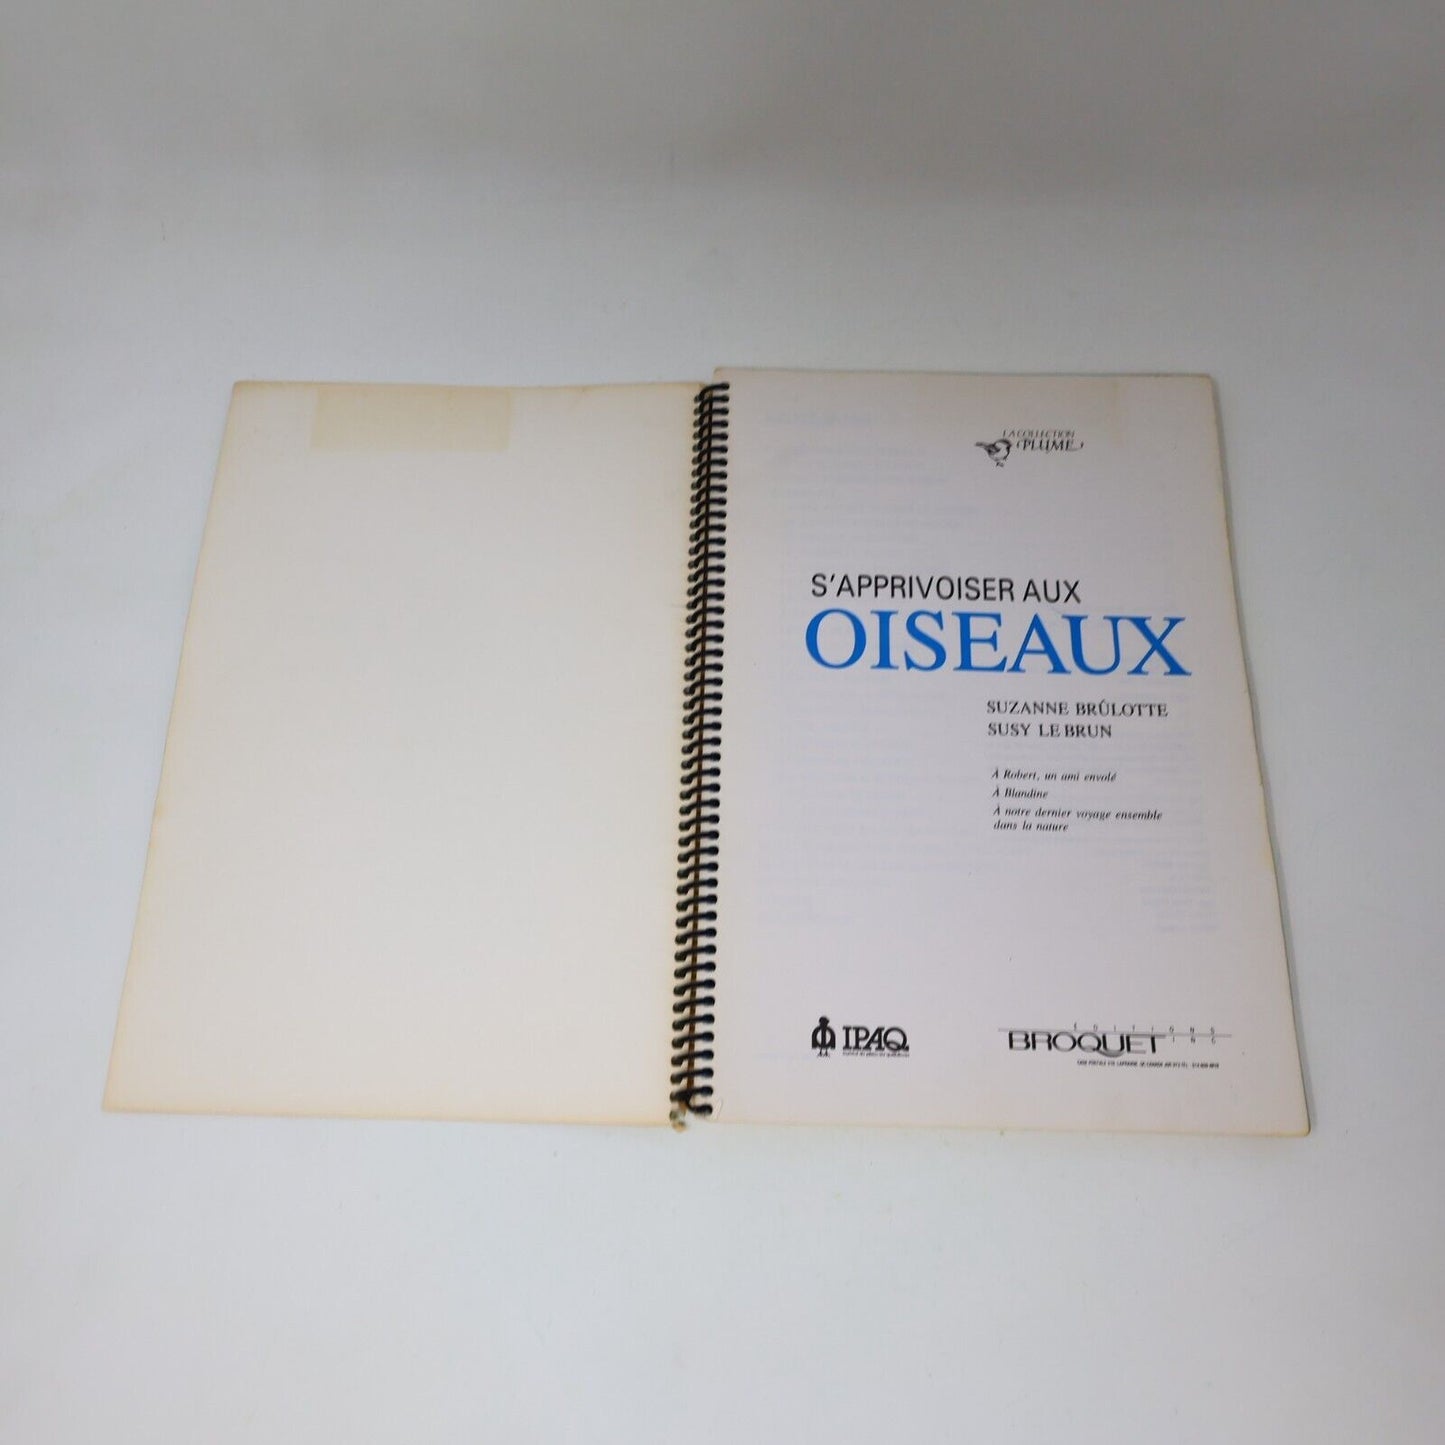 LA COLLECTION
PLUME
S'APPRIVOISER AUX
OISEAUX
SUZANNE BRÛLOTTE
SUSY LE BRUN
À Robert, un ami envolé
À Blandine
À notre dernier voyage ensemble
dans la nature
IPAQ
ÉDITIONS
BROQUET INC